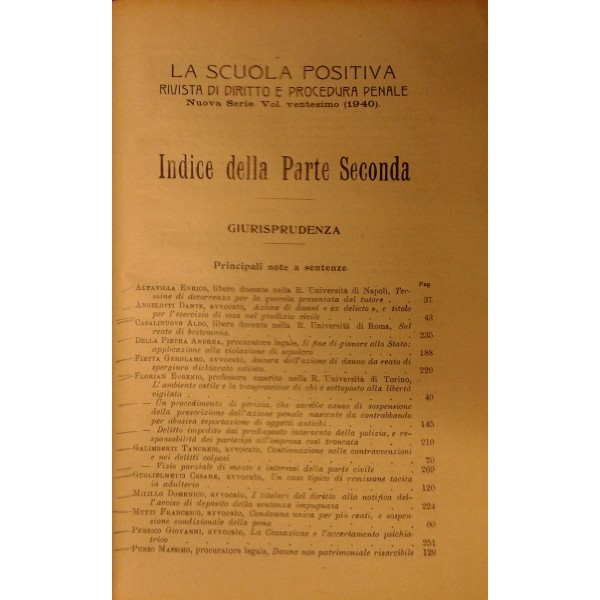 LA SCUOLA POSITIVA
RIVISTA DI DIRITTO E PROCEDURA PENALE
Nuova Serie. Vol. ventesimo (1940).
Indice della Parte Seconda
GIURISPRUDENZA
Principali note a sentenze
Pag
ALTAVILLA ENRICO, libero docente nella R. Università di Napoli, Termine di decorrenza per la querela presentata dal tutore . 37
ANGELOTTI DANTE, avvocato, Azione di danni « ex delicto », e titolo
per l'esercizio di essa nel giudizio civile . . . . 43
CASALINUOVO ALDO, libero docente nella R. Università di Roma, Sul
reato di bestemmia. . . . . 235
DELLA PIETRA ANDREA, procuratore legale, Il fine di giovare allo Stato:
applicazione alla violazione di sepolcro . . . 188
FIETTA GEROLAMO, avvocato, Ancora dell'azione di danno da reato di
spergiuro dichiarato estinto. . . . 229
FLORIAN EUGENIO, professore emerito nella R. Università di Torino,
L'ambiente ostile e la trasgressione di chi è sottoposto alla libertà
vigilata . . . . 40
— Un procedimento di perizia, che sarebbe causa di sospensione
della prescrizione dell'azione penale nascente da contrabbando
per abusiva esportazione di oggetti antichi . . . 145
— Delitto impedito dal predisposto intervento della polizia, e responsabilità dei partecipi all'impresa così troncata . 210
GALIMBERTI TANCREDI, avvocato, Continuazione nelle contravvenzioni
e nei delitti colposi . . . . 70
— Vizio parziale di mente e interessi della parte civile . . 269
GUGLIELMETTI CESARE, avvocato, Un caso tipico di remissione tacita
in adulterio . . . . 120
MILILLO DOMENICO, avvocato, I titolari del diritto alla notifica dell'avviso di deposito della sentenza impugnata . . 224
MUTTI FRANCESCO, avvocato, Condanna unica per più reati, e sospensione condizionale della pena . . . 60
PERSICO GIOVANNI, avvocato, La Cassazione e l'accertamento psichiatrico . . . . 251
PUNZO MASSIMO, procuratore legale, Danno non patrimoniale risarcibile 129